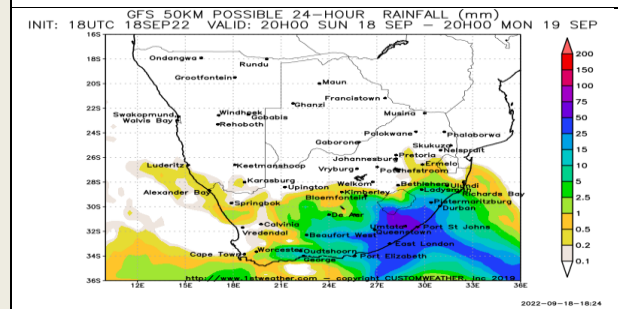 GFS 50KM POSSIBLE 24-HOUR RAINFALL (mm)
INIT: 18UTC 18SEP22 VALID: 20H00 SUN 18 SEP - 20H00 MON 19 SEP
16S
18S
20S
22S
24S
26S
28S
30S
32S
34S
36S
Ondangwa
Rundu
Grootfontein
Maun
Francistown
Ghanzi
Musina
Swakopmund
Windhoek
Gobabis
Walvis Bay
Rehoboth
Polokwane
Phalaborwa
Gaborone
Skukuza
Nelspruit
Johannesburg
Pretoria
Luderitz
Keetmanshoop
Vryburg
Potchefstroom
Ermelo
Karasburg
Upington
Welkom
Bethlehem
Ulundi
Alexander Bay
Kimberley
Ladysmith
Richards Bay
Springbok
Bloemfontein
Pietermaritzburg
Durban
De Aar
Calvinia
Vredendal
Umtata
Port St Johns
Queenstown
Beaufort West
East London
Cape Town
Worcester
Oudtshoorn
George
Port Elizabeth
http://www.1stweather.com - copyright CUSTOMWEATHER, Inc 2019
12E
15E
18E
21E
24E
27E
30E
33E
36E
200
150
100
75
50
25
15
10
5
2.5
1
0.5
0.2
0.1
2022-09-18-18:24